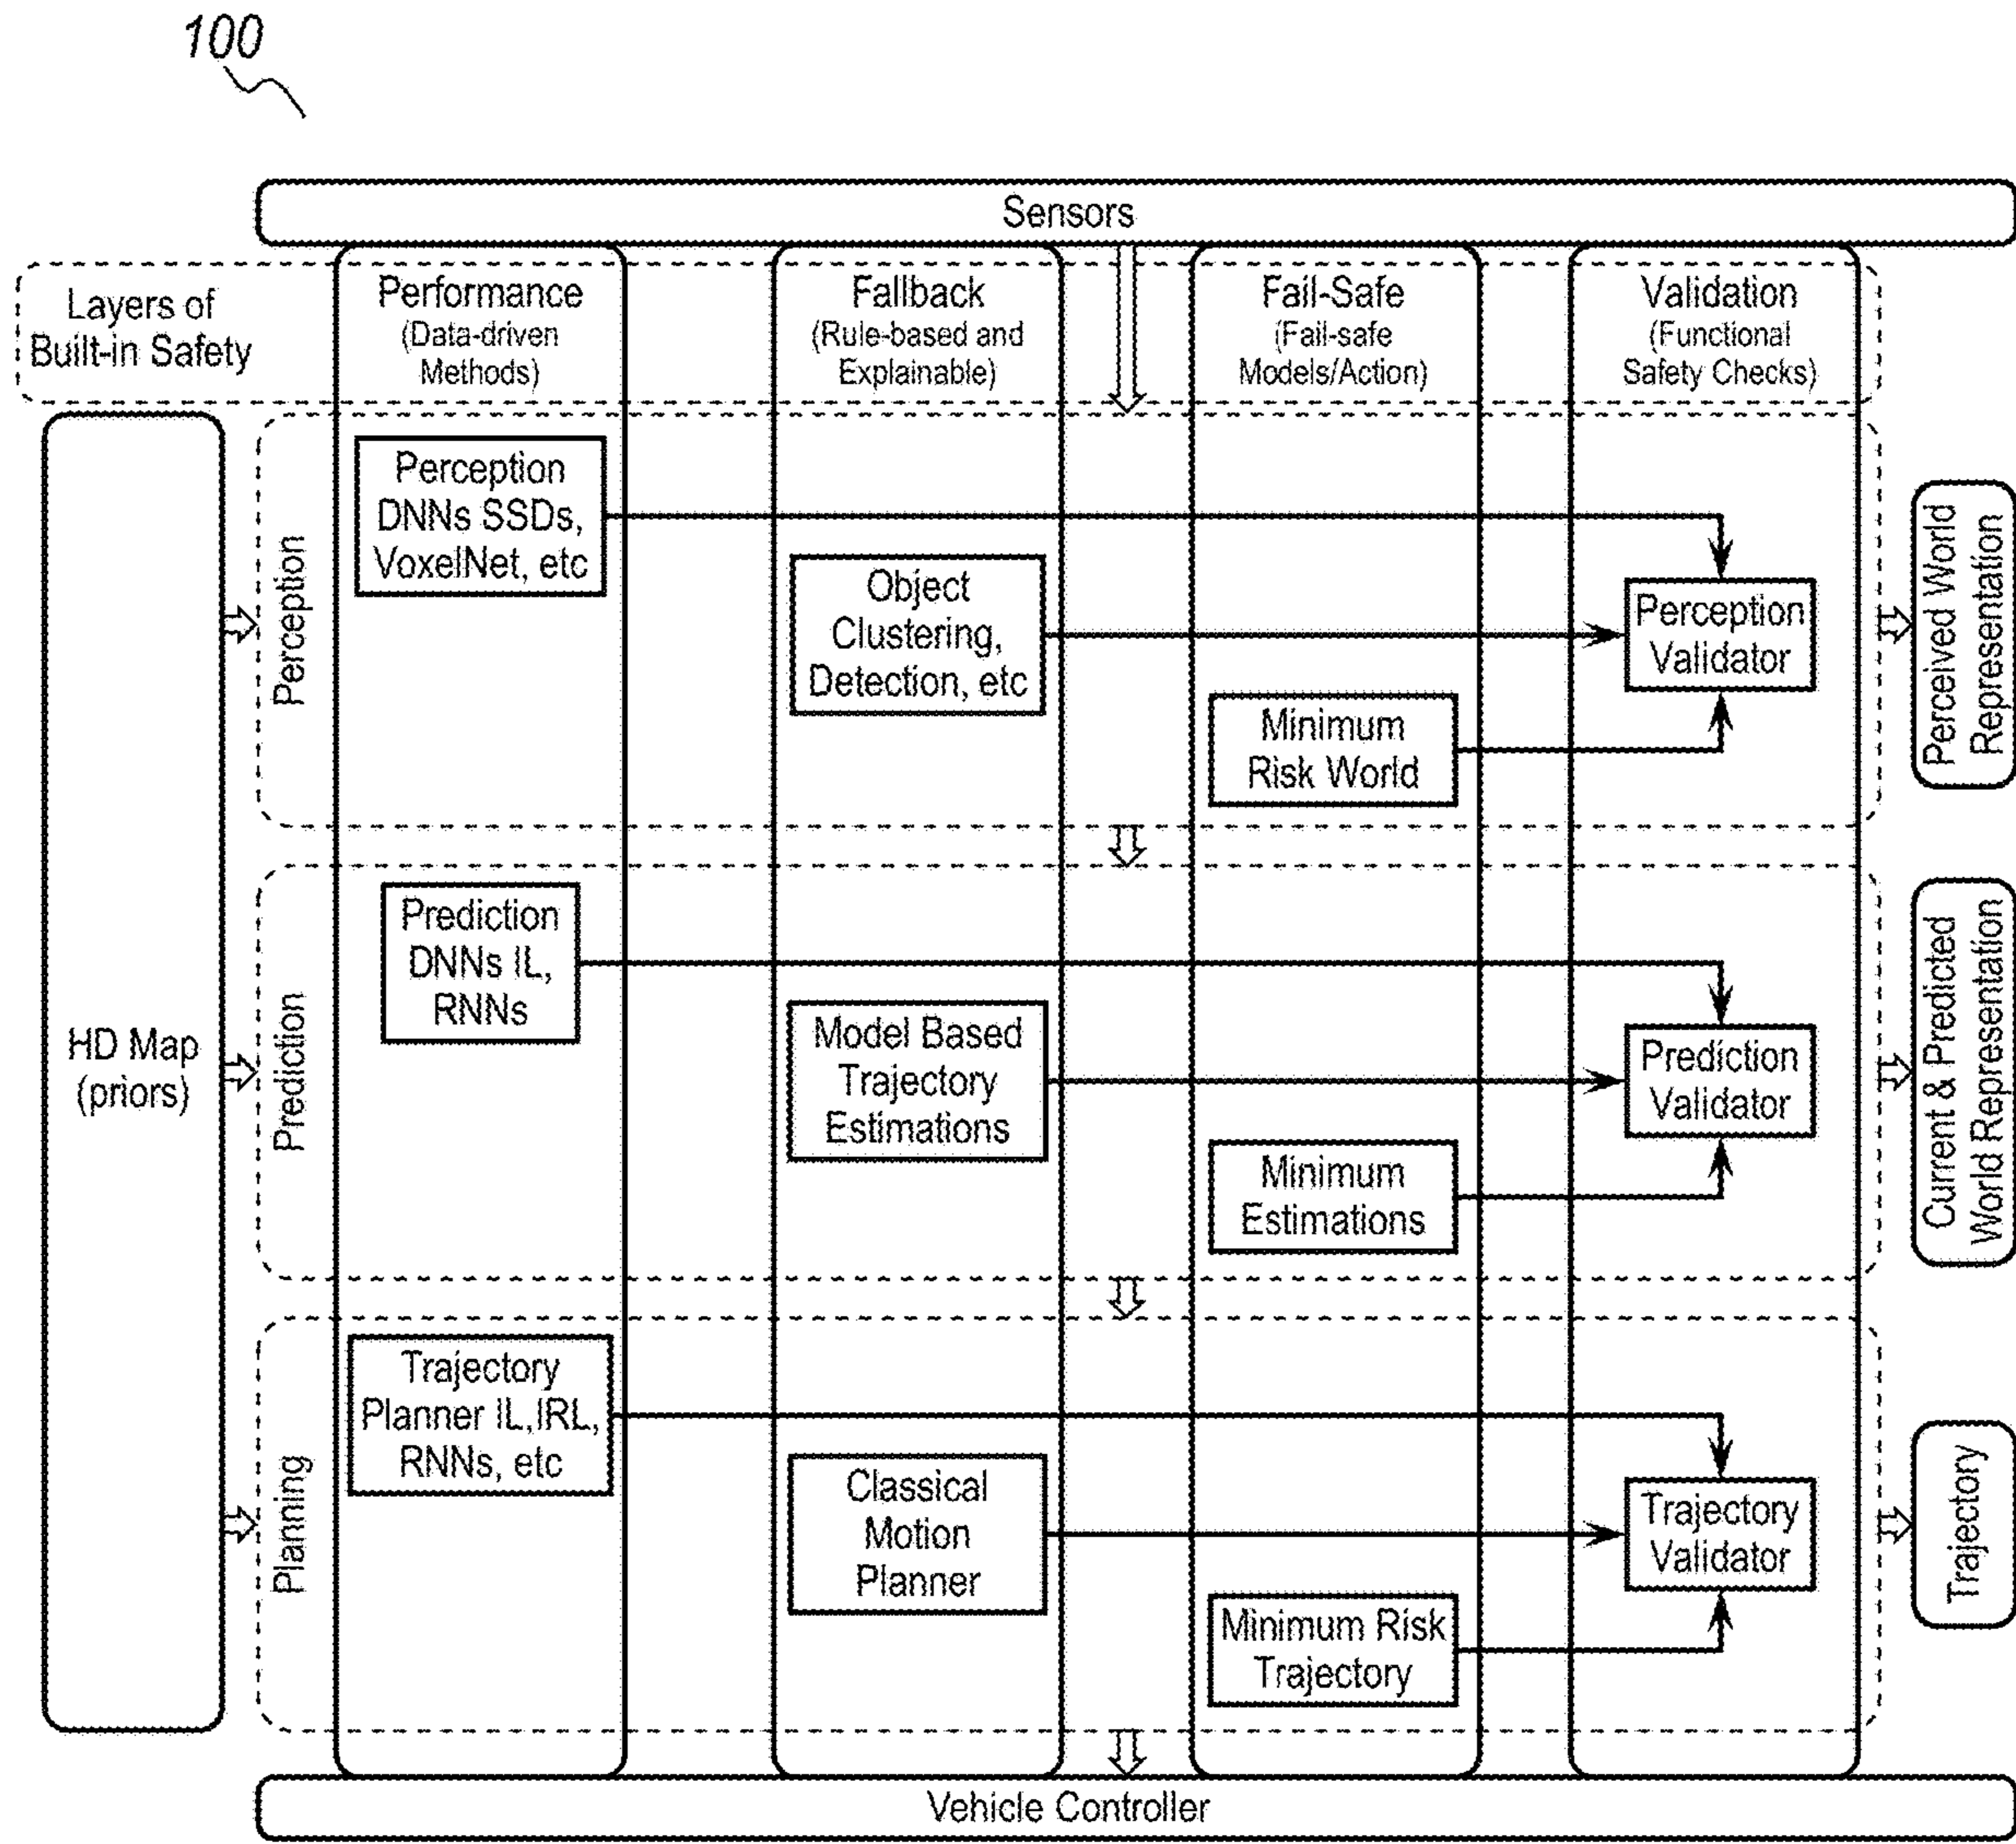 100
Sensors
Layers of
Built-in Safety
Performance
(Data-driven
Methods)
Fallback
(Rule-based and
Explainable)
Fail-Safe
(Fail-safe
Models/Action)
Validation
(Functional
Safety Checks)
HD Map
(priors)
Perception
Perception
DNNs SSDs,
VoxelNet, etc
Object
Clustering,
Detection, etc
Minimum
Risk World
Perception
Validator
Perceived World
Representation
Prediction
Prediction
DNNs IL,
RNNs
Model Based
Trajectory
Estimations
Minimum
Estimations
Prediction
Validator
Current & Predicted
World Representation
Planning
Trajectory
Planner IL,IRL,
RNNs, etc
Classical
Motion
Planner
Minimum Risk
Trajectory
Trajectory
Validator
Trajectory
Vehicle Controller